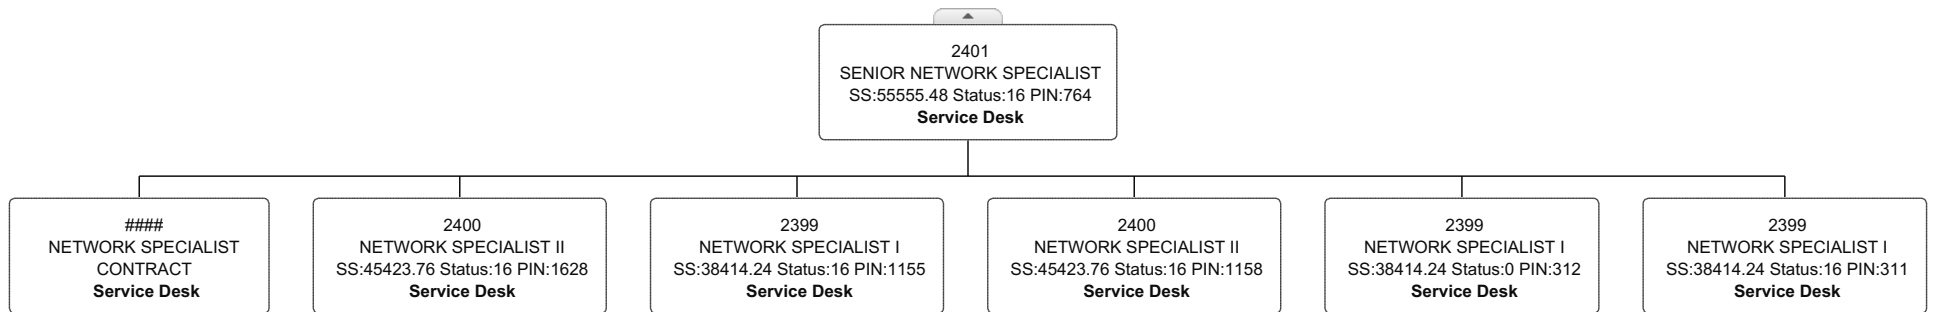 2401
SENIOR NETWORK SPECIALIST
SS:55555.48 Status:16 PIN:764
Service Desk
####
NETWORK SPECIALIST
CONTRACT
Service Desk
2400
NETWORK SPECIALIST II
SS:45423.76 Status:16 PIN:1628
Service Desk
2399
NETWORK SPECIALIST I
SS:38414.24 Status:16 PIN:1155
Service Desk
2400
NETWORK SPECIALIST II
SS:45423.76 Status:16 PIN:1158
Service Desk
2399
NETWORK SPECIALIST I
SS:38414.24 Status:0 PIN:312
Service Desk
2399
NETWORK SPECIALIST I
SS:38414.24 Status:16 PIN:311
Service Desk